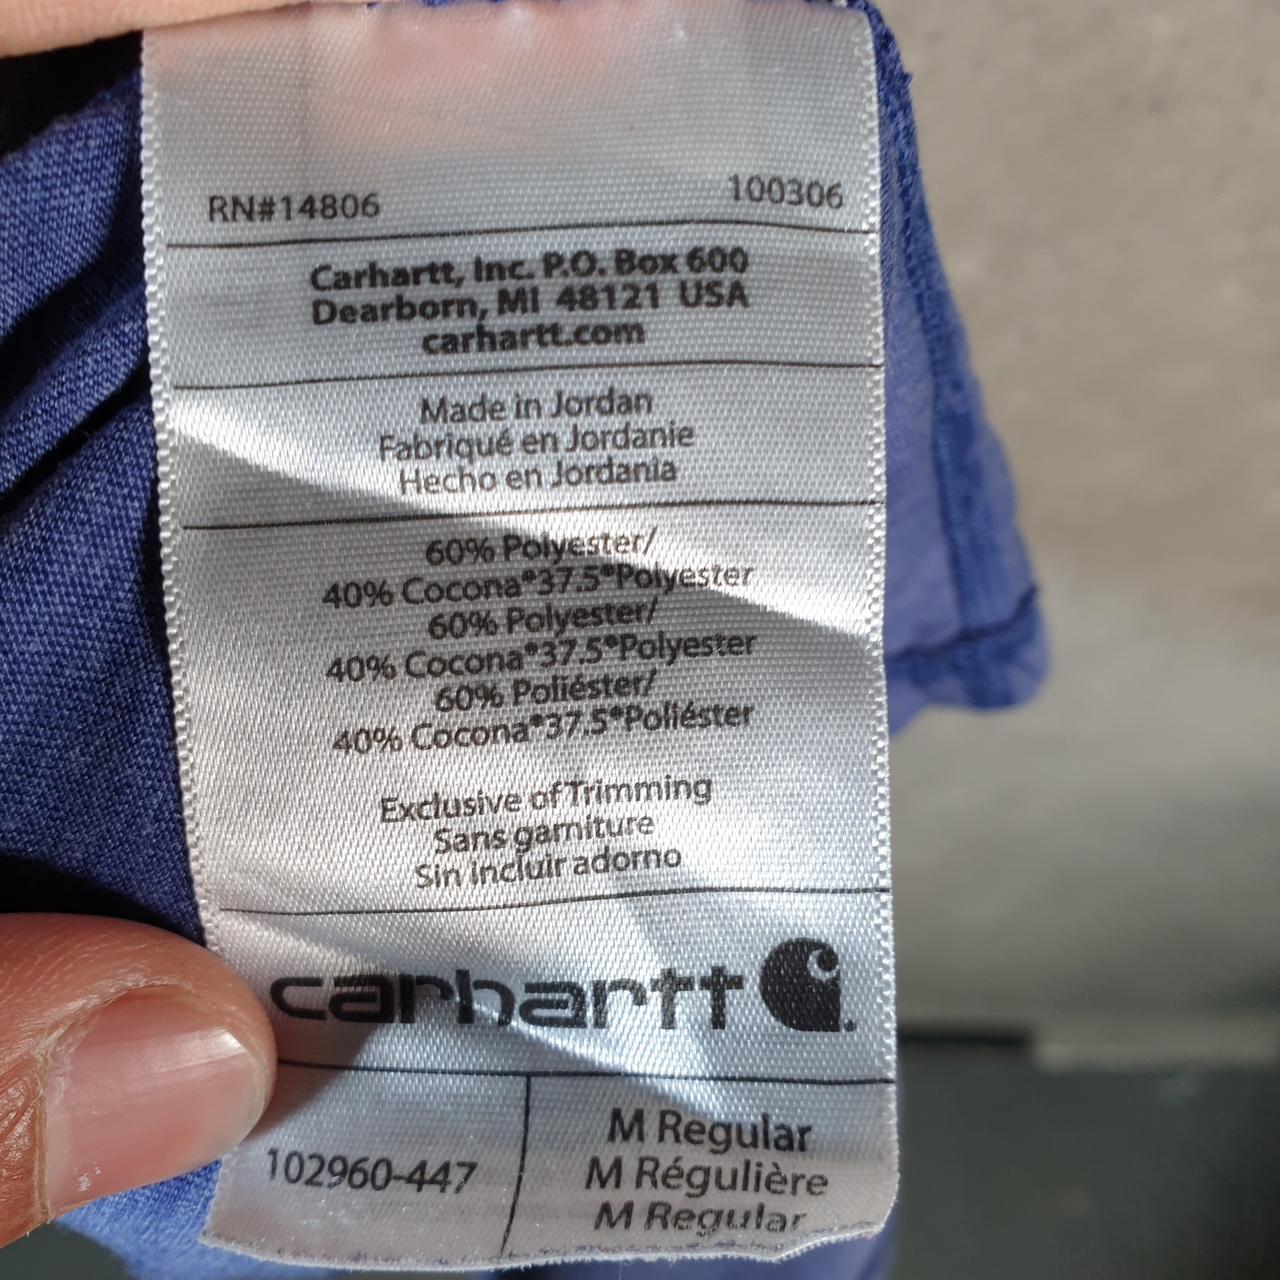 RN#14806 100306
Carhartt, Inc. P.O. Box 600
Dearborn, MI 48121 USA
carhartt.com
Made in Jordan
Fabriqué en Jordanie
Hecho en Jordania
60% Polyester/
40% Cocona®37.5®Polyester
60% Polyester/
40% Cocona®37.5®Polyester
60% Poliéster/
40% Cocona®37.5®Poliéster
Exclusive of Trimming
Sans garniture
Sin incluir adorno
carhartt
102960-447
M Regular
M Régulière
M Regular